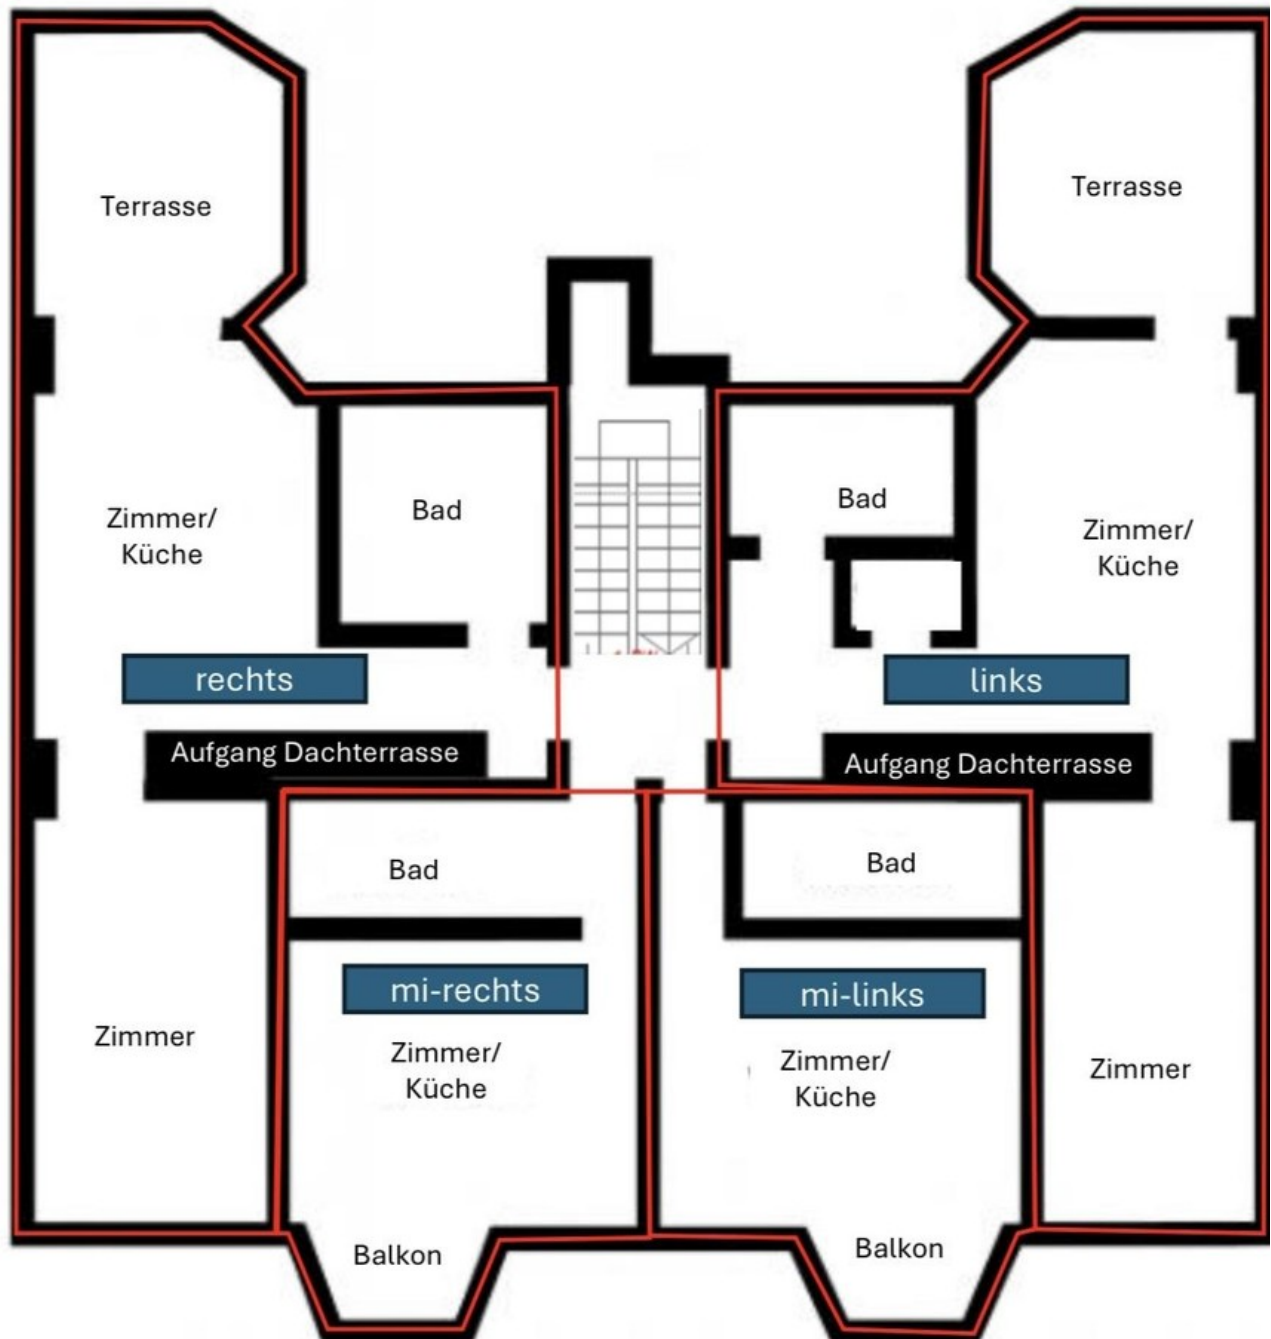 Terrasse
Terrasse
Bad
Bad
Zimmer/
Küche
Zimmer/
Küche
rechts
links
Aufgang Dachterrasse
Aufgang Dachterrasse
Bad
Bad
mi-rechts
mi-links
Zimmer
Zimmer/
Küche
Zimmer/
Küche
Zimmer
Balkon
Balkon